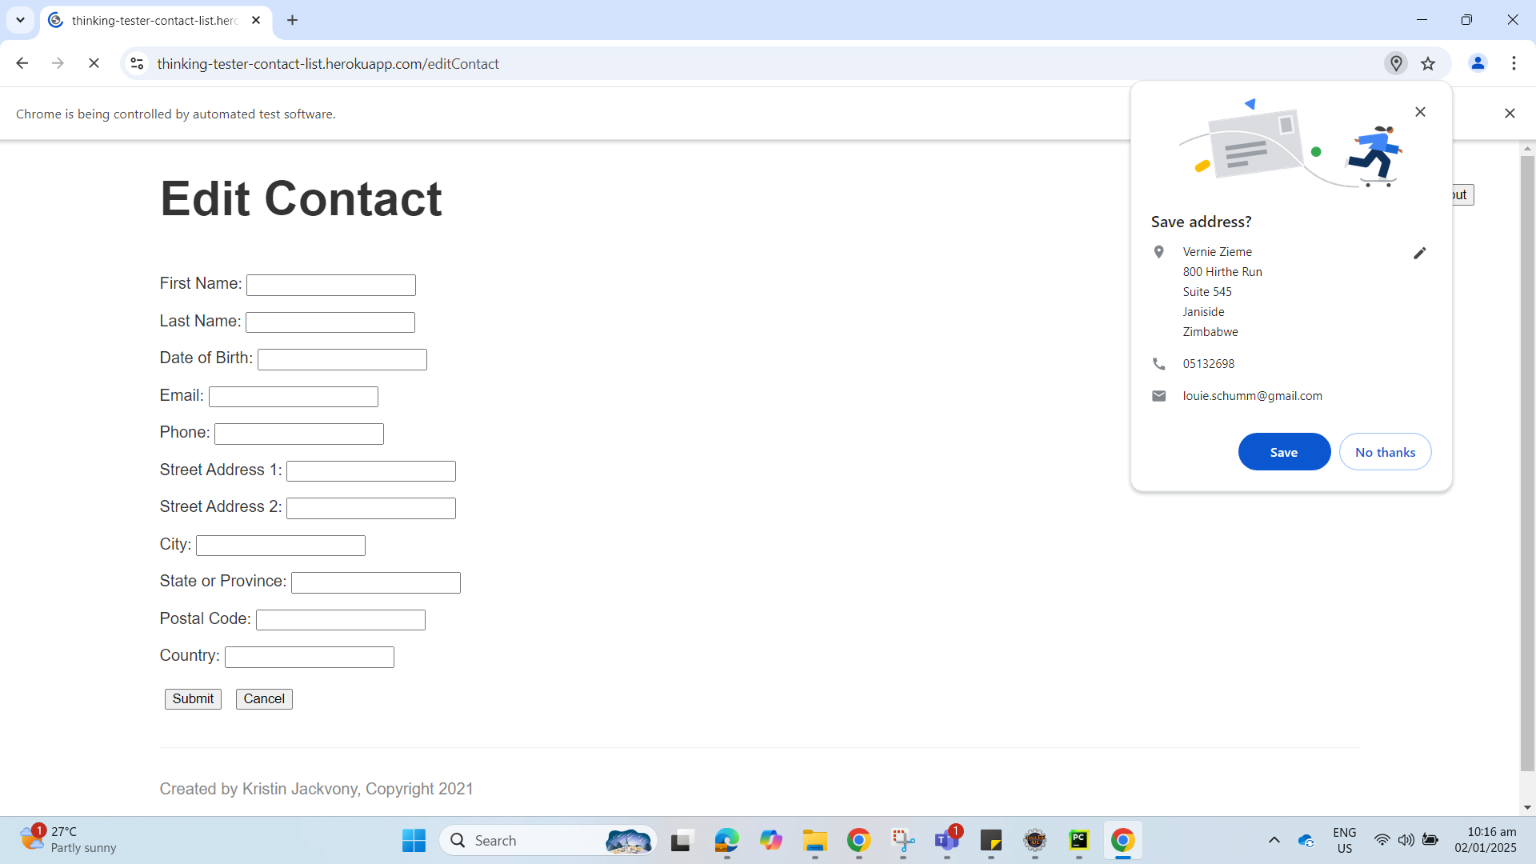 thinking-tester-contact-list.hero
thinking-tester-contact-list.herokuapp.com/editContact
Chrome is being controlled by automated test software.
Edit Contact
First Name:
Last Name:
Date of Birth:
Email:
Phone:
Street Address 1:
Street Address 2:
City:
State or Province:
Postal Code:
Country:
Submit Cancel
Created by Kristin Jackvony, Copyright 2021
out
Save address?
Vernie Zieme
800 Hirthe Run
Suite 545
Janiside
Zimbabwe
05132698
louie.schumm@gmail.com
Save No thanks
1
27°C
Partly sunny
Search
1
PC
ENG
US
10:16 am
02/01/2025